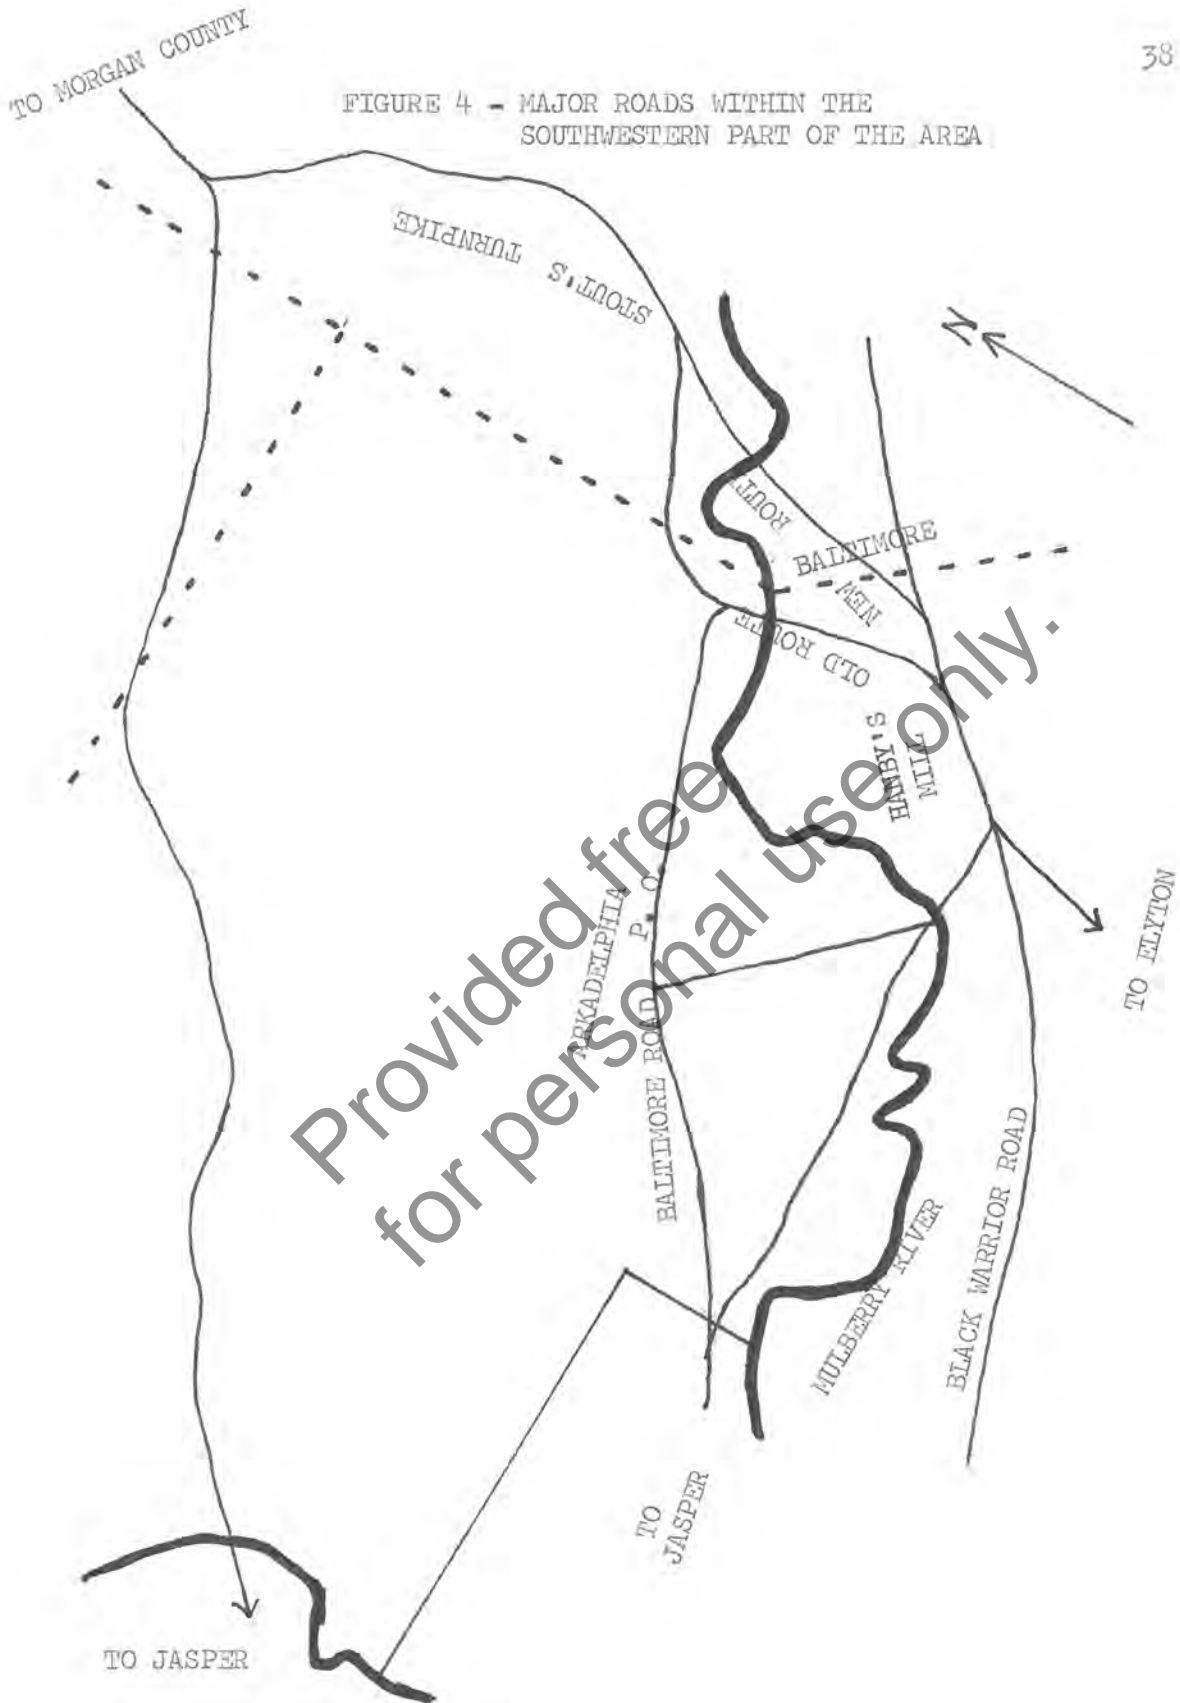 38
TO MORGAN COUNTY
FIGURE 4 - MAJOR ROADS WITHIN THE
SOUTHWESTERN PART OF THE AREA
STOUT'S TURNPIKE
N
NEW ROUTE
BALTIMORE
OLD ROUTE
HANBY'S
MILL
ARKADELPHIA
P. O.
BALTIMORE ROAD
TO ELYTON
BLACK WARRIOR ROAD
MULBERRY RIVER
TO
JASPER
TO JASPER
Provided free
for personal use only.